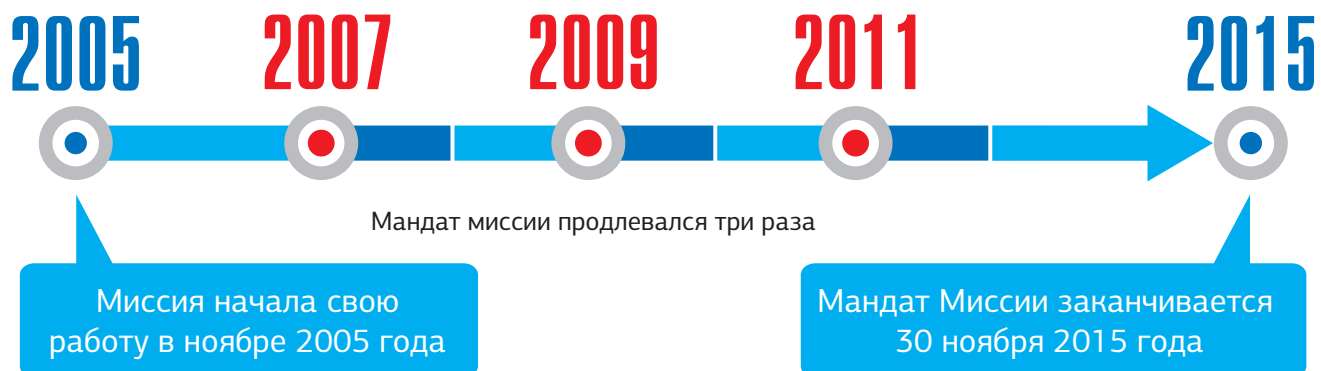 2005 2007 2009 2011 2015
Мандат миссии продлевался три раза
Миссия начала свою
работу в ноябре 2005 года
Мандат Миссии заканчивается
30 ноября 2015 года